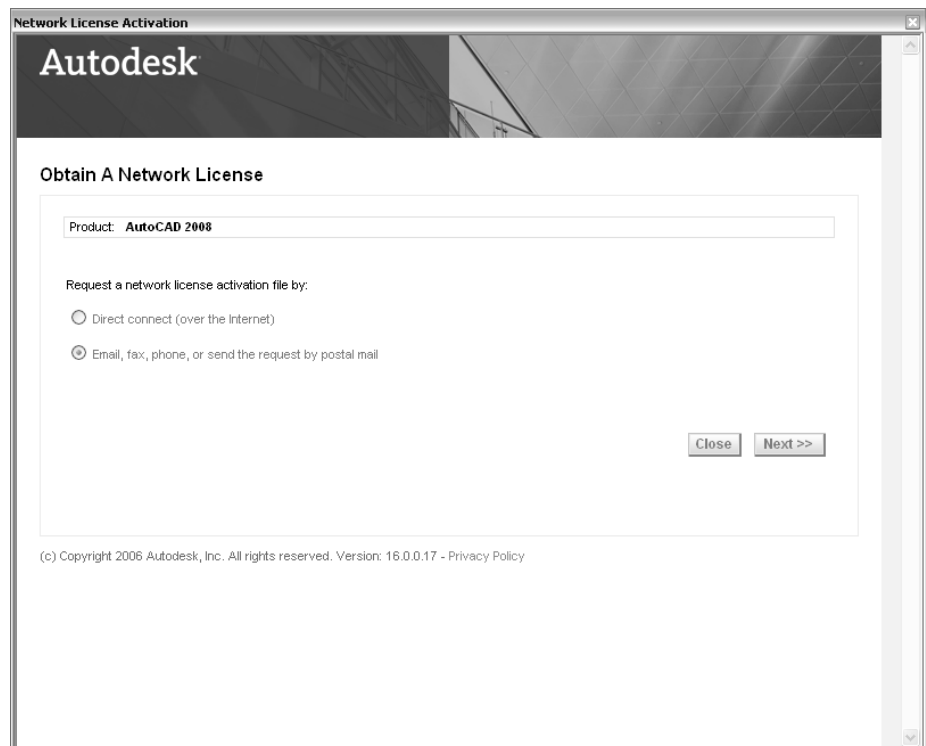 Network License Activation
Autodesk
Obtain A Network License
Product: AutoCAD 2008
Request a network license activation file by:
Direct connect (over the Internet)
Email, fax, phone, or send the request by postal mail
Close Next >>
(c) Copyright 2006 Autodesk, Inc. All rights reserved. Version: 16.0.0.17 - Privacy Policy